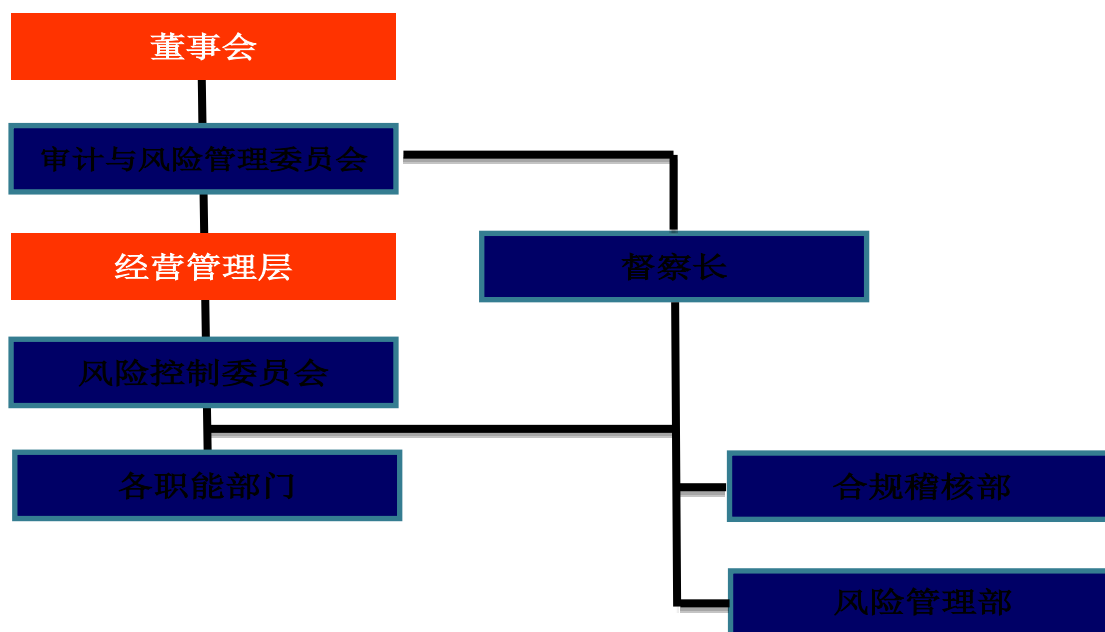 董事会
审计与风险管理委员会
经营管理层
督察长
风险控制委员会
各职能部门
合规稽核部
风险管理部